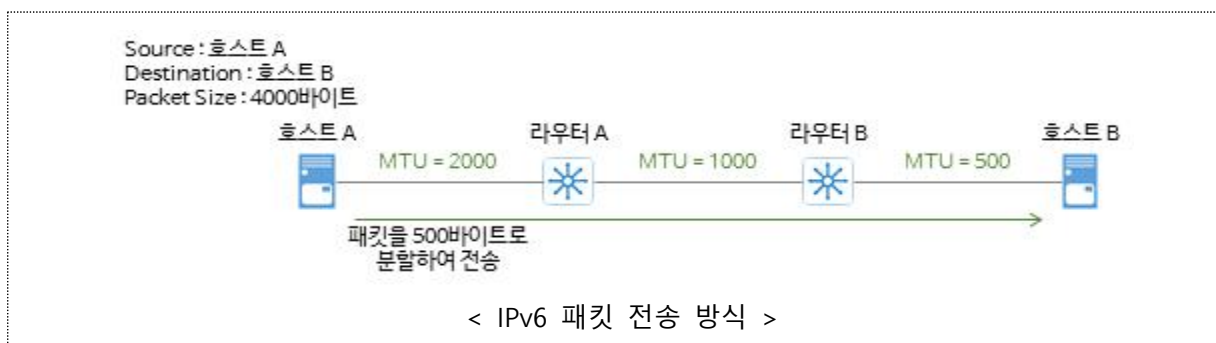 Source : 호스트 A
Destination : 호스트 B
Packet Size : 4000바이트
호스트 A 라우터 A 라우터 B 호스트 B
MTU = 2000 MTU = 1000 MTU = 500
패킷을 500바이트로
분할하여 전송
< IPv6 패킷 전송 방식 >